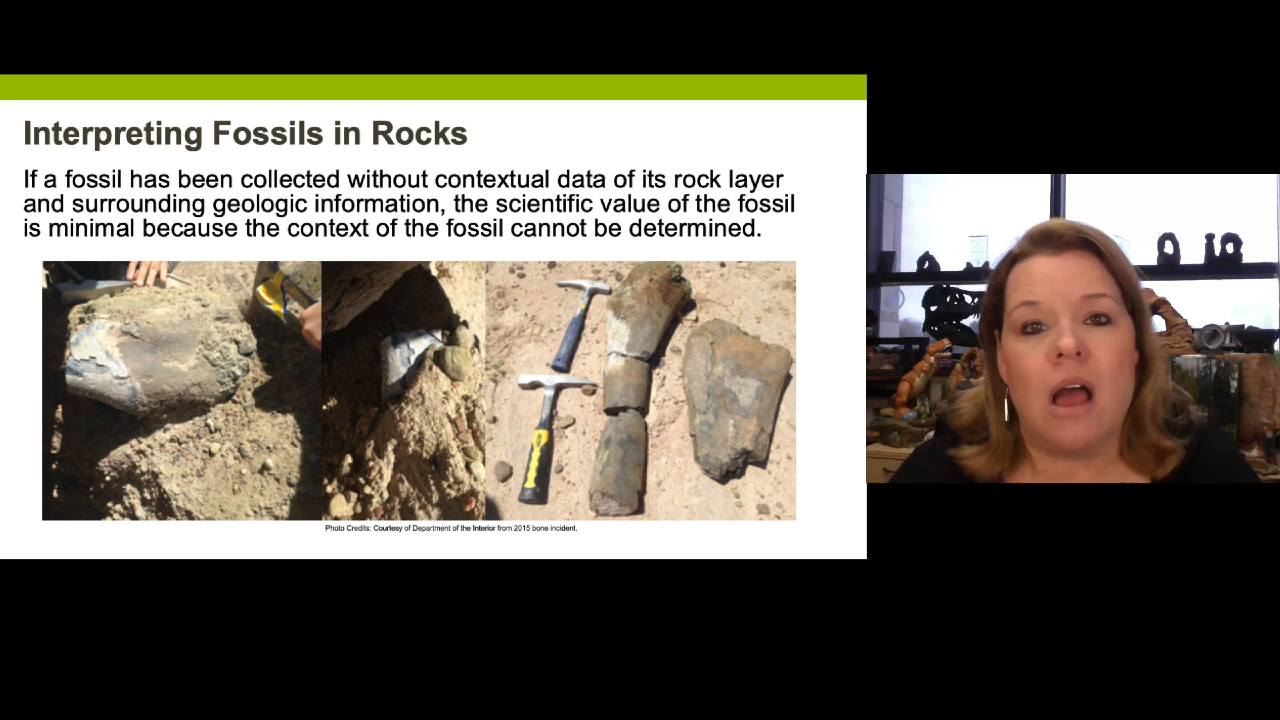 Interpreting Fossils in Rocks
If a fossil has been collected without contextual data of its rock layer
and surrounding geologic information, the scientific value of the fossil
is minimal because the context of the fossil cannot be determined.
Photo Credits: Courtesy of Department of the Interior from 2015 bone incident.